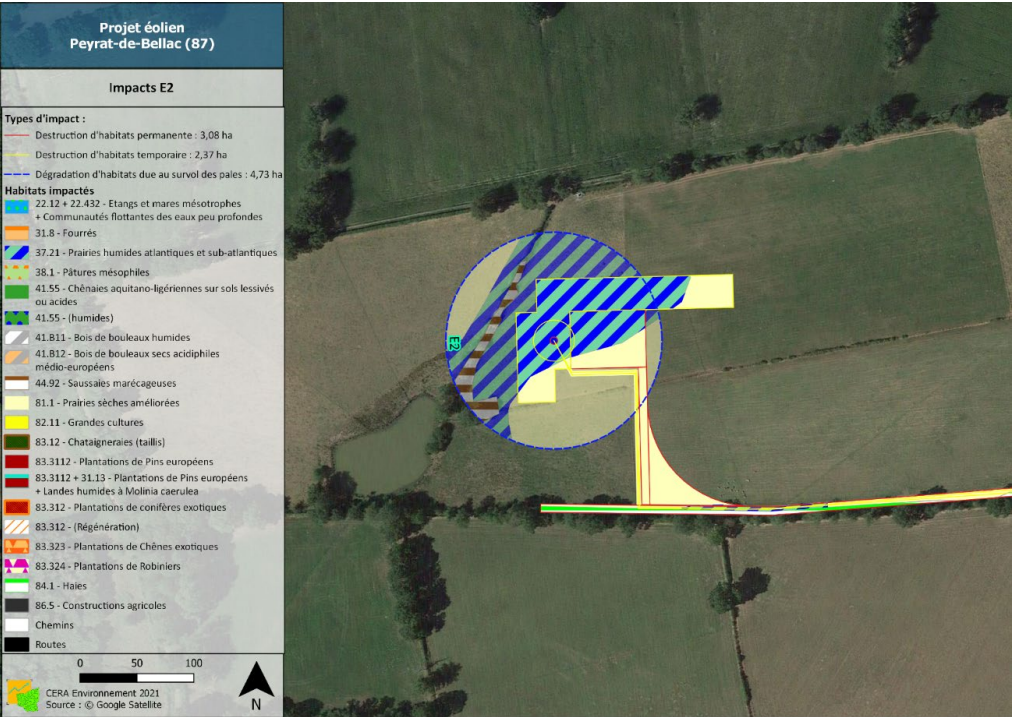 Projet éolien
Peyrat-de-Bellac (87)
Impacts E2
Types d'impact :
Destruction d'habitats permanente : 3,08 ha
Destruction d'habitats temporaire : 2,37 ha
Dégradation d'habitats due au survol des pales : 4,73 ha
Habitats impactés
22.12 + 22.432 - Etangs et mares mésotrophes
+ Communautés flottantes des eaux peu profondes
31.8 - Fourrés
37.21 - Prairies humides atlantiques et sub-atlantiques
38.1 - Pâtures mésophiles
41.55 - Chênaies aquitano-ligériennes sur sols lessivés
ou acides
41.55 - (humides)
41.B11 - Bois de bouleaux humides
41.B12 - Bois de bouleaux secs acidiphiles
médio-européens
44.92 - Saussaies marécageuses
81.1 - Prairies sèches améliorées
82.11 - Grandes cultures
83.12 - Chataigneraies (taillis)
83.3112 - Plantations de Pins européens
83.3112 + 31.13 - Plantations de Pins européens
+ Landes humides à Molinia caerulea
83.312 - Plantations de conifères exotiques
83.312 - (Régénération)
83.323 - Plantations de Chênes exotiques
83.324 - Plantations de Robiniers
84.1 - Haies
86.5 - Constructions agricoles
Chemins
Routes
0 50 100
N
CERA Environnement 2021
Source : © Google Satellite